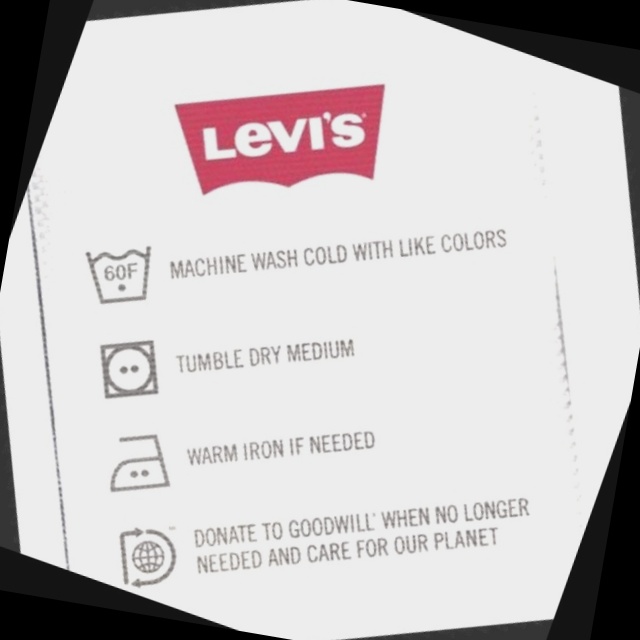 LEVI'S
60F
MACHINE WASH COLD WITH LIKE COLORS
TUMBLE DRY MEDIUM
WARM IRON IF NEEDED
DONATE TO GOODWILL® WHEN NO LONGER
NEEDED AND CARE FOR OUR PLANET